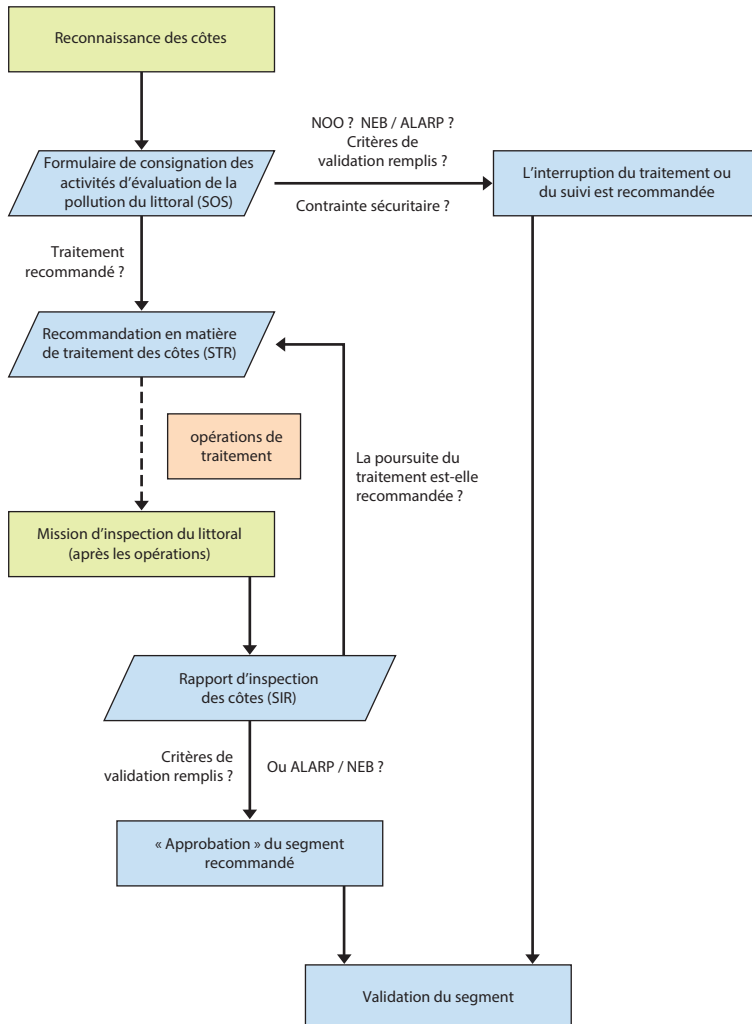 Reconnaissance des côtes
NOO ? NEB / ALARP ?
Critères de
validation remplis ?
Formulaire de consignation des
activités d’évaluation de la
pollution du littoral (SOS)
L’interruption du traitement ou
du suivi est recommandée
Contrainte sécuritaire ?
Traitement
recommandé ?
Recommandation en matière
de traitement des côtes (STR)
opérations de
traitement
La poursuite du
traitement est-elle
recommandée ?
Mission d’inspection du littoral
(après les opérations)
Rapport d’inspection
des côtes (SIR)
Critères de
validation remplis ?
Ou ALARP / NEB ?
« Approbation » du segment
recommandé
Validation du segment